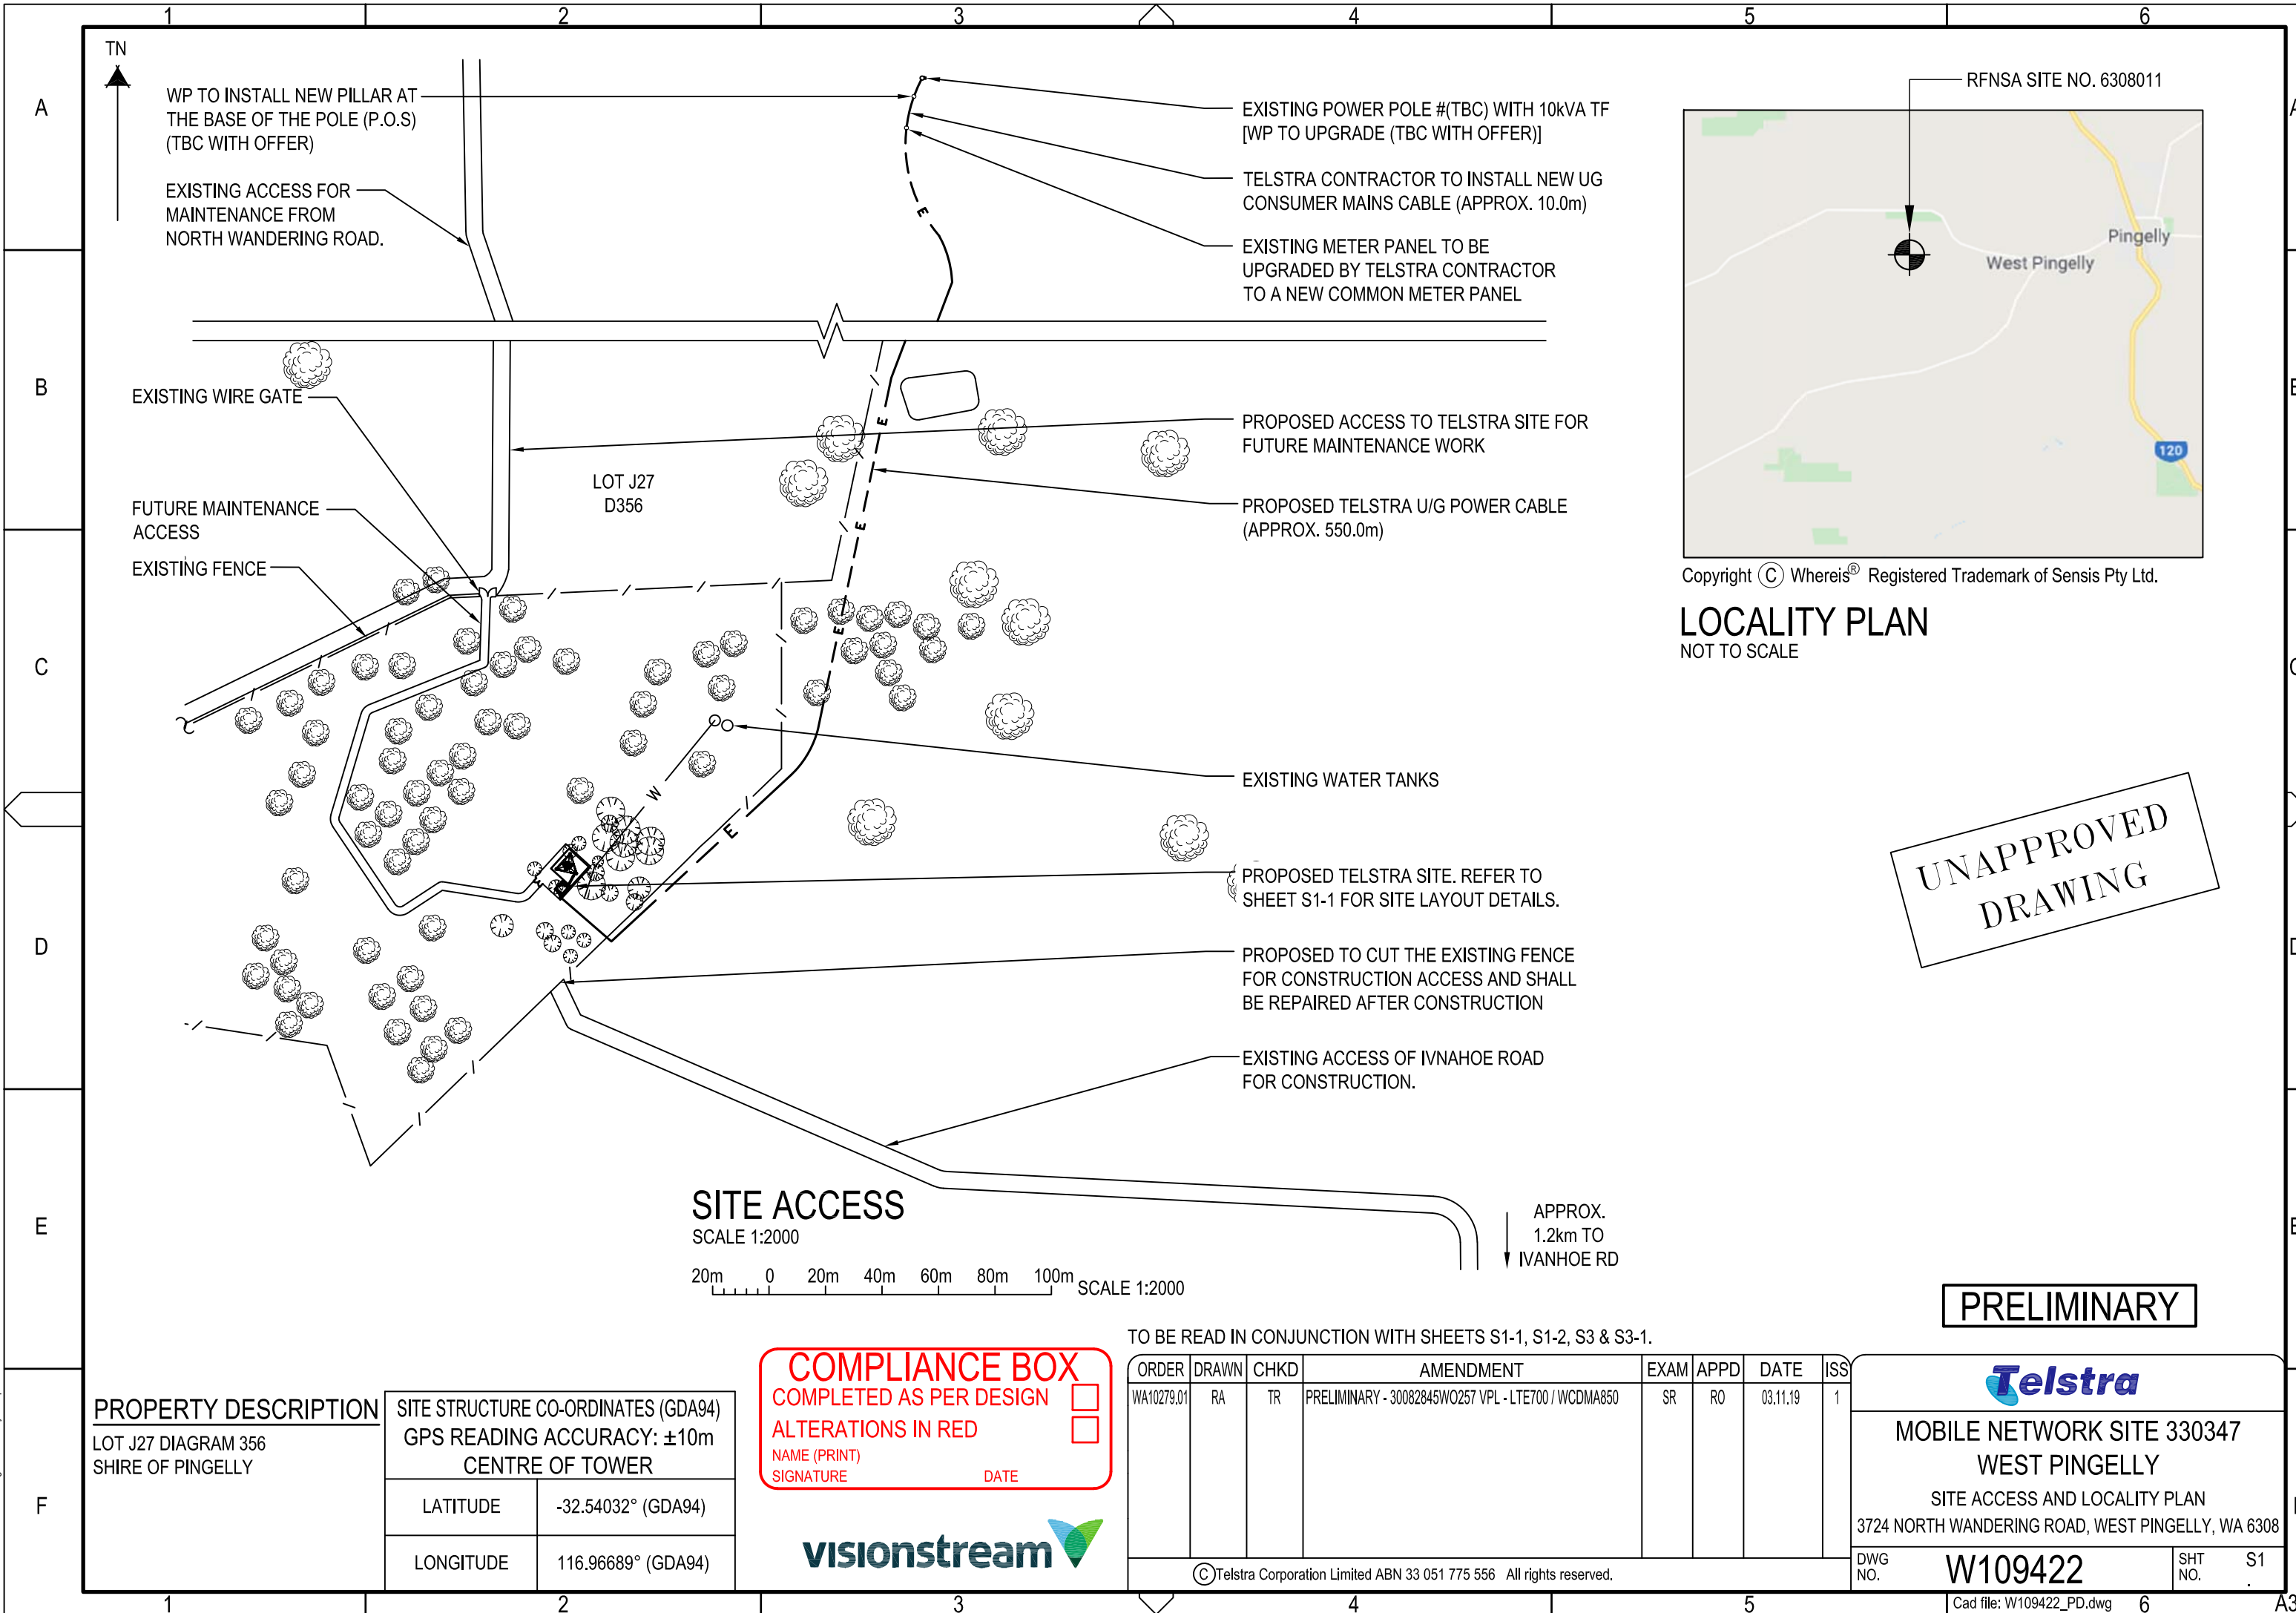 1 2 3 4 5 6
A
B
C
D
E
F
TN
WP TO INSTALL NEW PILLAR AT
THE BASE OF THE POLE (P.O.S)
(TBC WITH OFFER)
EXISTING ACCESS FOR
MAINTENANCE FROM
NORTH WANDERING ROAD.
EXISTING WIRE GATE
FUTURE MAINTENANCE
ACCESS
EXISTING FENCE
LOT J27
D356
E
E
E
E
E
E
W
EXISTING POWER POLE #(TBC) WITH 10kVA TF
[WP TO UPGRADE (TBC WITH OFFER)]
TELSTRA CONTRACTOR TO INSTALL NEW UG
CONSUMER MAINS CABLE (APPROX. 10.0m)
EXISTING METER PANEL TO BE
UPGRADED BY TELSTRA CONTRACTOR
TO A NEW COMMON METER PANEL
PROPOSED ACCESS TO TELSTRA SITE FOR
FUTURE MAINTENANCE WORK
PROPOSED TELSTRA U/G POWER CABLE
(APPROX. 550.0m)
EXISTING WATER TANKS
PROPOSED TELSTRA SITE. REFER TO
SHEET S1-1 FOR SITE LAYOUT DETAILS.
PROPOSED TO CUT THE EXISTING FENCE
FOR CONSTRUCTION ACCESS AND SHALL
BE REPAIRED AFTER CONSTRUCTION
EXISTING ACCESS OF IVNAHOE ROAD
FOR CONSTRUCTION.
APPROX.
1.2km TO
IVANHOE RD
RFNSA SITE NO. 6308011
Pingelly
West Pingelly
120
Copyright © Whereis® Registered Trademark of Sensis Pty Ltd.
LOCALITY PLAN
NOT TO SCALE
UNAPPROVED
DRAWING
SITE ACCESS
SCALE 1:2000
20m 0 20m 40m 60m 80m 100m SCALE 1:2000
PRELIMINARY
PROPERTY DESCRIPTION
LOT J27 DIAGRAM 356
SHIRE OF PINGELLY
SITE STRUCTURE CO-ORDINATES (GDA94)
GPS READING ACCURACY: ±10m
CENTRE OF TOWER
LATITUDE -32.54032° (GDA94)
LONGITUDE 116.96689° (GDA94)
COMPLIANCE BOX
COMPLETED AS PER DESIGN
ALTERATIONS IN RED
NAME (PRINT)
SIGNATURE DATE
visionstream
TO BE READ IN CONJUNCTION WITH SHEETS S1-1, S1-2, S3 & S3-1.
ORDER DRAWN CHKD AMENDMENT EXAM APPD DATE ISS
WA10279.01 RA TR PRELIMINARY - 30082845WO257 VPL - LTE700 / WCDMA850 SR RO 03.11.19 1
©Telstra Corporation Limited ABN 33 051 775 556 All rights reserved.
Telstra
MOBILE NETWORK SITE 330347
WEST PINGELLY
SITE ACCESS AND LOCALITY PLAN
3724 NORTH WANDERING ROAD, WEST PINGELLY, WA 6308
DWG
NO.
W109422
SHT
NO.
S1
Cad file: W109422_PD.dwg
1 2 3 4 5 6 A3